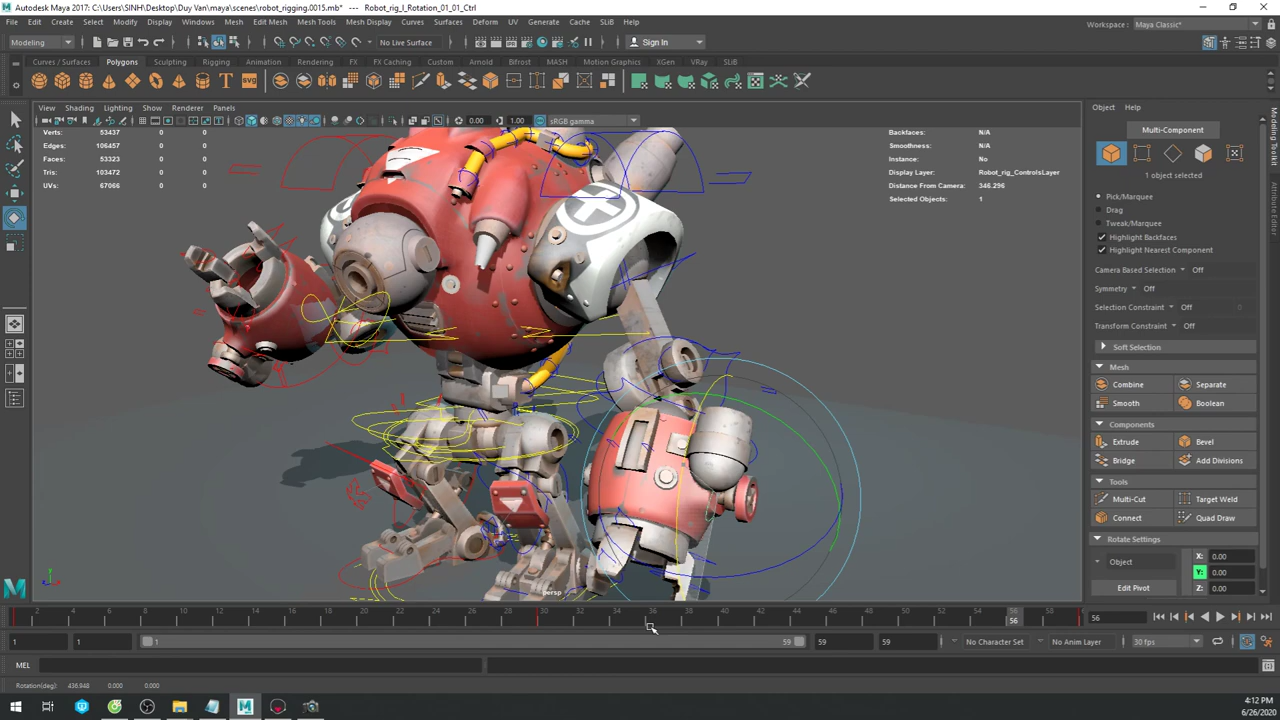 Autodesk Maya 2017: C:\Users\SINH\Desktop\Duy Van\maya\scenes\robot_rigging.0015.mb* --- Robot_rig_l_Rotation_01_01_Ctrl
File Edit Create Select Modify Display Windows Mesh Edit Mesh Mesh Tools Mesh Display Curves Surfaces Deform UV Generate Cache SLiB Help
Workspace: Maya Classic*
Modeling No Live Surface Sign In
Curves / Surfaces Polygons Sculpting Rigging Animation Rendering FX FX Caching Custom Arnold Bifrost MASH Motion Graphics XGen VRay SLiB
T SVG
View Shading Lighting Show Renderer Panels
0.00 1.00 sRGB gamma
Verts: 53437 0 0
Edges: 106457 0 0
Faces: 53323 0 0
Tris: 103472 0 0
UVs: 67066 0 0
Backfaces: N/A
Smoothness: N/A
Instance: No
Display Layer: Robot_rig_ControlsLayer
Distance From Camera: 346.296
Selected Objects: 1
persp
Object Help
Multi-Component
1 object selected
Pick/Marquee
Drag
Tweak/Marquee
Highlight Backfaces
Highlight Nearest Component
Camera Based Selection Off
Symmetry Off
Selection Constraint Off
Transform Constraint Off
Soft Selection
Mesh
Combine Separate
Smooth Boolean
Components
Extrude Bevel
Bridge Add Divisions
Tools
Multi-Cut Target Weld
Connect Quad Draw
Rotate Settings
Object X: 0.00
Y: 0.00
Edit Pivot Z: 0.00
Modeling Toolkit
Attribute Editor
2 4 6 8 10 12 14 16 18 20 22 24 26 28 30 32 34 36 38 40 42 44 46 48 50 52 54 56 58
56 56
1 1 1 59 59 59 No Character Set No Anim Layer 30 fps
MEL
Rotation(deg): 436.948 0.000 0.000
4:12 PM
6/26/2020